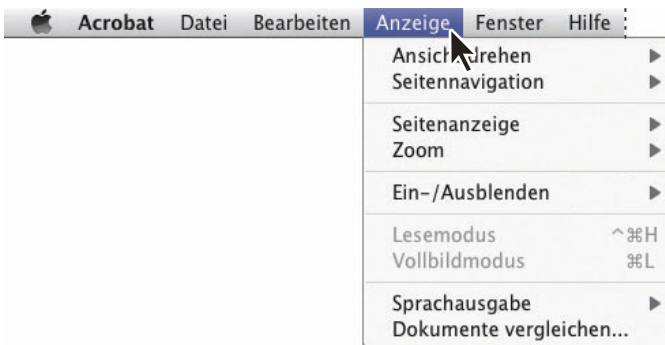 Acrobat Datei Bearbeiten Anzeige Fenster Hilfe
Ansicht drehen
Seitennavigation
Seitenanzeige
Zoom
Ein-/Ausblenden
Lesemodus ^⌘H
Vollbildmodus ⌘L
Sprachausgabe
Dokumente vergleichen...